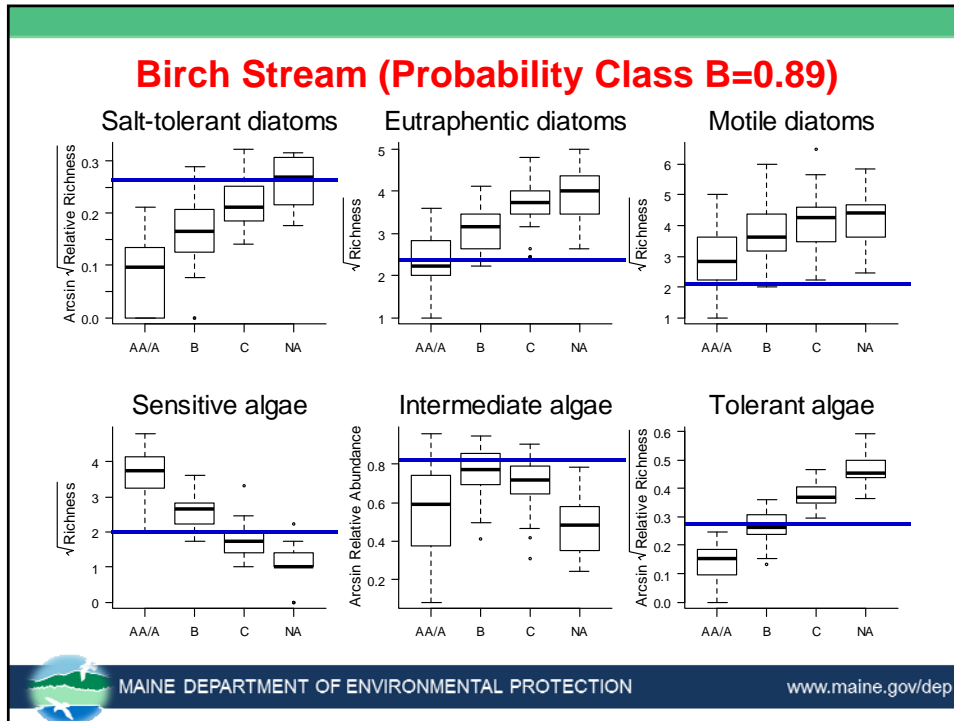 Birch Stream (Probability Class B=0.89)
Salt-tolerant diatoms
Arcsin √Relative Richness
0.3
0.2
0.1
0.0
AA/A B C NA
Eutraphentic diatoms
√Richness
5
4
3
2
1
AA/A B C NA
Motile diatoms
√Richness
6
5
4
3
2
1
AA/A B C NA
Sensitive algae
√Richness
4
3
2
1
0
AA/A B C NA
Intermediate algae
Arcsin Relative Abundance
0.8
0.6
0.4
0.2
AA/A B C NA
Tolerant algae
Arcsin √Relative Richness
0.6
0.5
0.4
0.3
0.2
0.1
0.0
AA/A B C NA
MAINE DEPARTMENT OF ENVIRONMENTAL PROTECTION www.maine.gov/dep